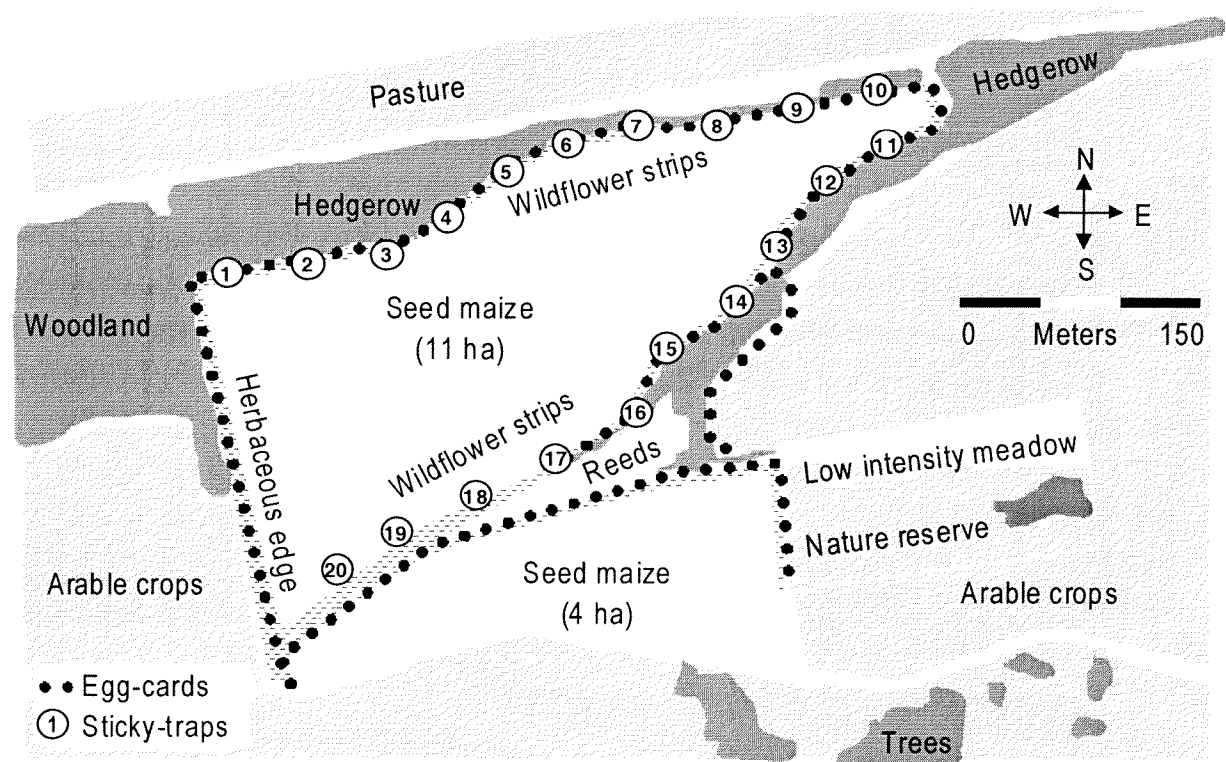 Pasture
Hedgerow
10
9
8
7
6
5
11
12
Wildflower strips
N
W E
S
Hedgerow
4
3
2
1
13
14
Woodland
Seed maize
(11 ha)
0 Meters 150
15
16
Herbaceous edge
Wildflower strips
17
Reeds
18
Low intensity meadow
19
Nature reserve
20
Seed maize
(4 ha)
Arable crops
Arable crops
Egg-cards
1 Sticky-traps
Trees